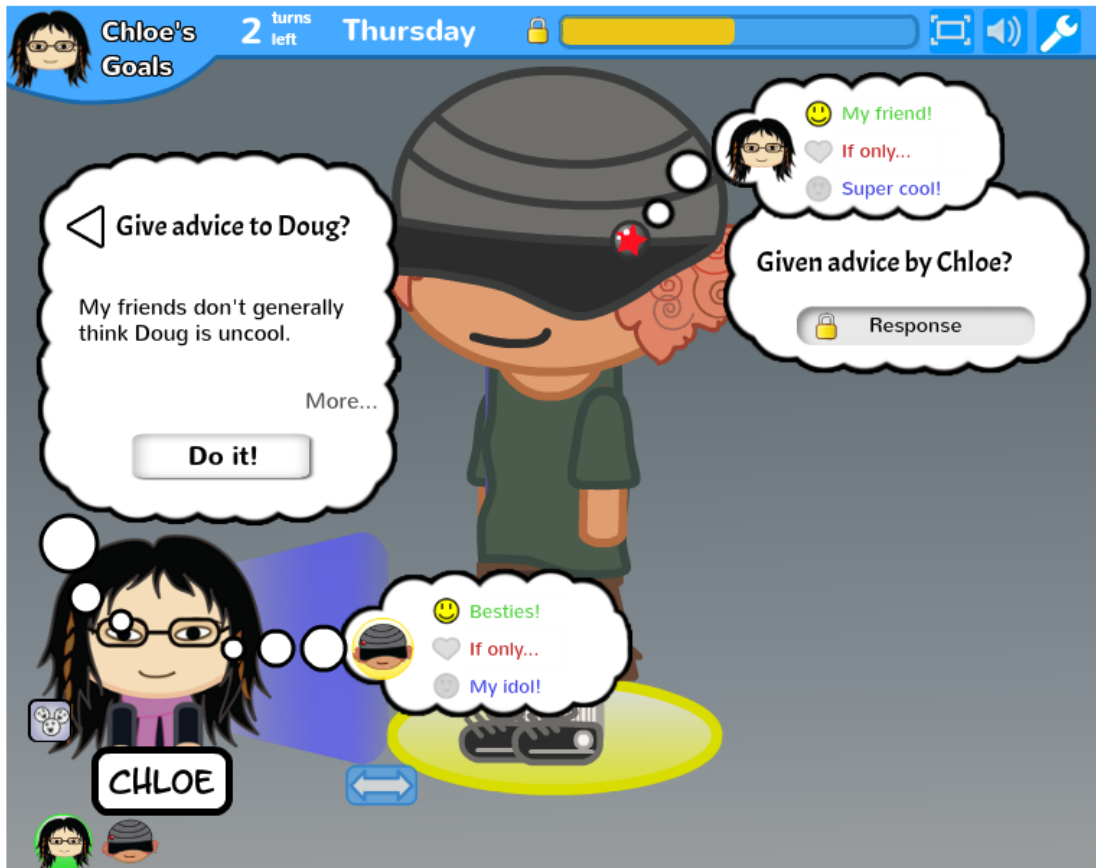 Chloe's
Goals
2 turns
left
Thursday
My friend!
If only...
Super cool!
Give advice to Doug?
My friends don't generally
think Doug is uncool.
More...
Do it!
Given advice by Chloe?
Response
Besties!
If only...
My idol!
CHLOE